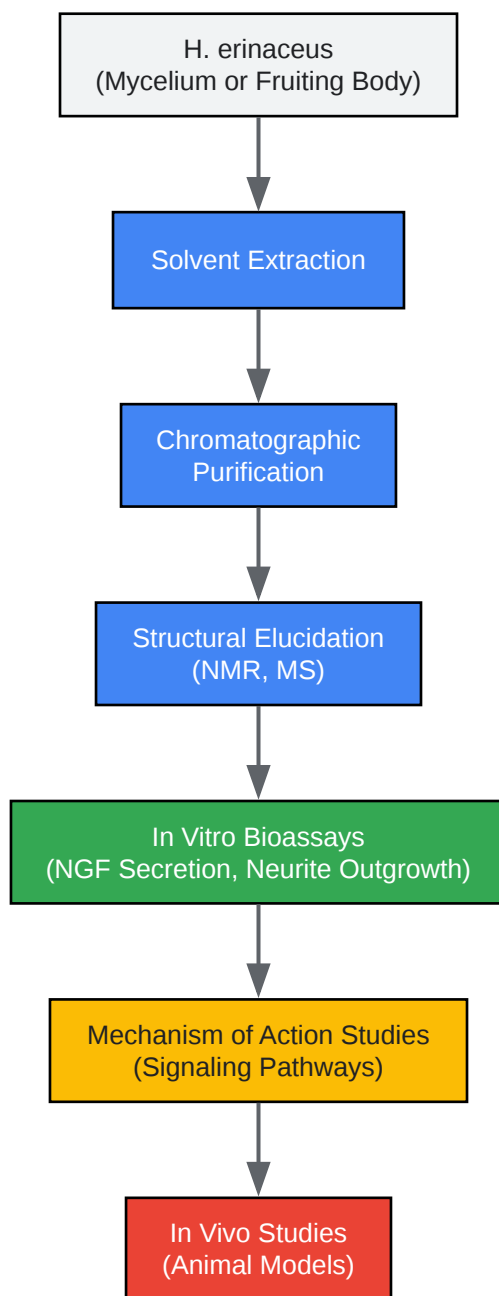 H. erinaceus
(Mycelium or Fruiting Body)
Solvent Extraction
Chromatographic
Purification
Structural Elucidation
(NMR, MS)
In Vitro Bioassays
(NGF Secretion, Neurite Outgrowth)
Mechanism of Action Studies
(Signaling Pathways)
In Vivo Studies
(Animal Models)